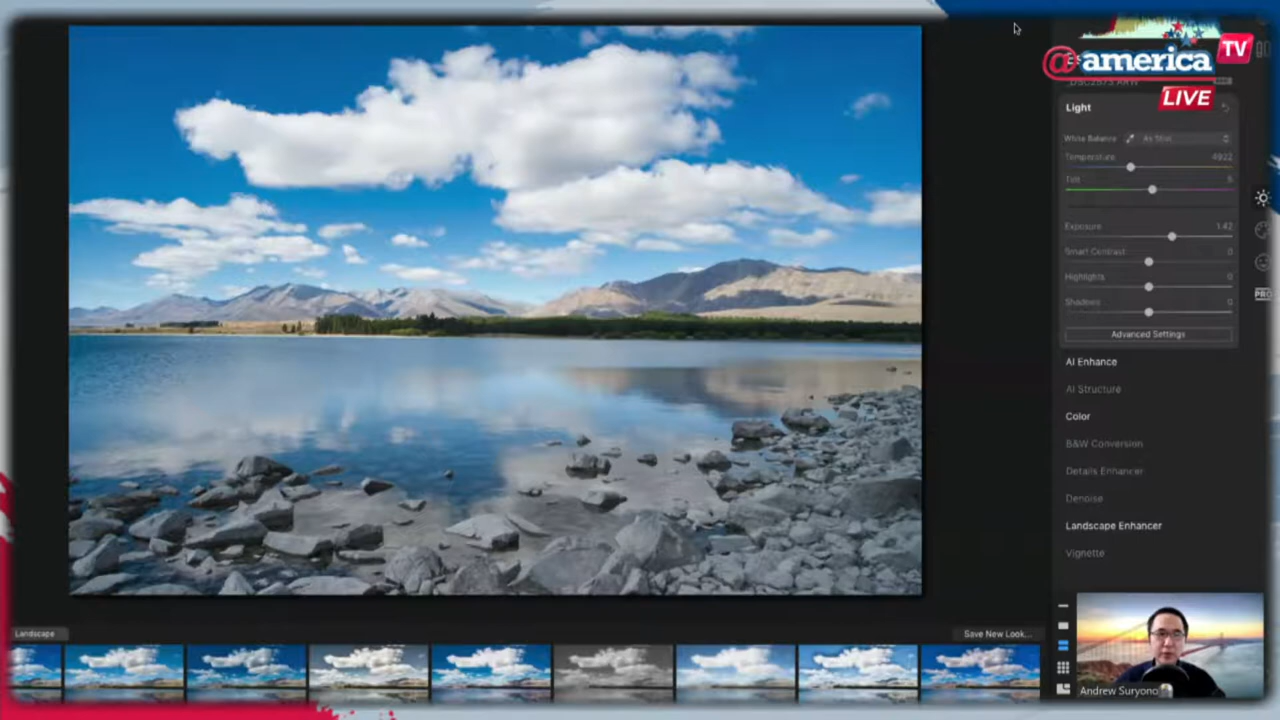 @america TV
LIVE
Light
White Balance As Shot
Temperature 4922
Tint 6
Exposure 1.42
Smart Contrast 0
Highlights 0
Shadows 0
Advanced Settings
AI Enhance
AI Structure
Color
B&W Conversion
Details Enhancer
Denoise
Landscape Enhancer
Vignette
PRO
Landscape
Save New Look...
Andrew Suryono